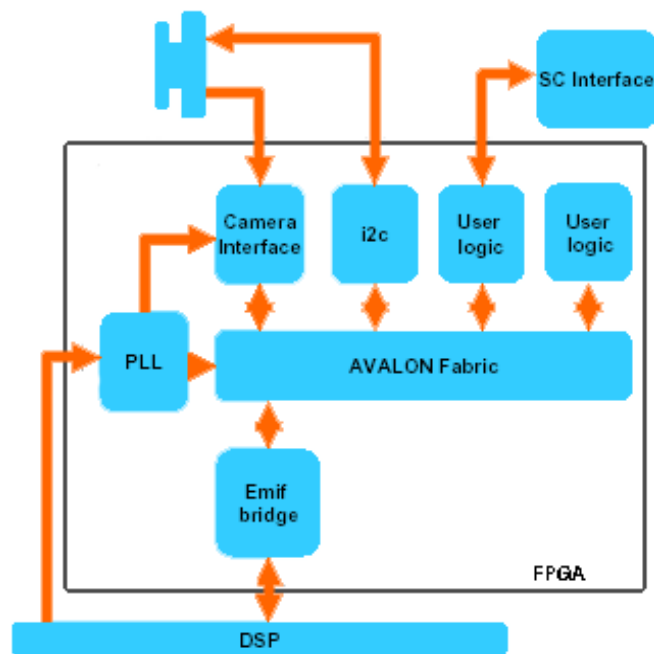 SC Interface
Camera
Interface
i2c
User
logic
User
logic
PLL
AVALON Fabric
Emif
bridge
FPGA
DSP